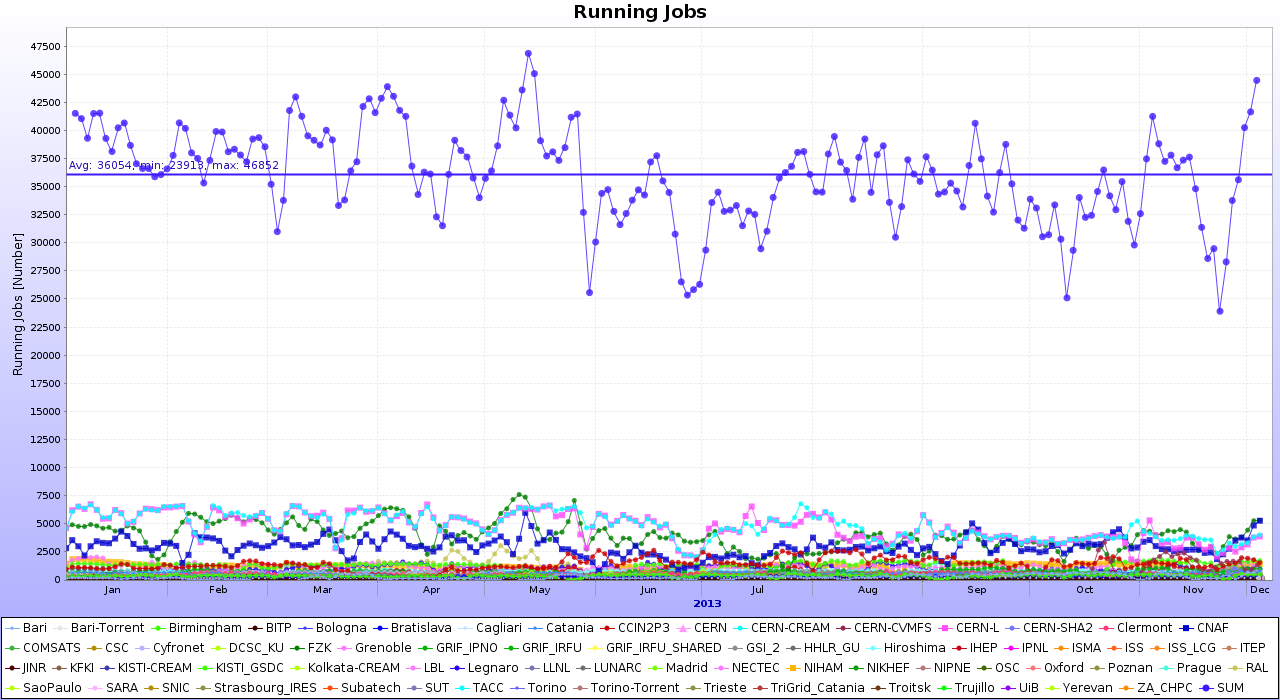 Running Jobs
Running Jobs [Number]
47500
45000
42500
40000
37500
35000
32500
30000
27500
25000
22500
20000
17500
15000
12500
10000
7500
5000
2500
0
Avg: 36054, min: 23913, max: 46852
Jan Feb Mar Apr May Jun Jul Aug Sep Oct Nov Dec
2013
Bari Bari-Torrent Birmingham BITP Bologna Bratislava Cagliari Catania CCIN2P3 CERN CERN-CREAM CERN-CVMFS CERN-L CERN-SHA2 Clermont CNAF
COMSATS CSC Cyfronet DCSC_KU FZK Grenoble GRIF_IPNO GRIF_IRFU GRIF_IRFU_SHARED GSI_2 HHLR_GU Hiroshima IHEP IPNL ISMA ISS ISS_LCG ITEP
JINR KFKI KISTI-CREAM KISTI_GSDC Kolkata-CREAM LBL Legnaro LLNL LUNARC Madrid NECTEC NIHAM NIKHEF NIPNE OSC Oxford Poznan Prague RAL
SaoPaulo SARA SNIC Strasbourg_IRES Subatech SUT TACC Torino Torino-Torrent Trieste TriGrid_Catania Troitsk Trujillo UiB Yerevan ZA_CHPC SUM